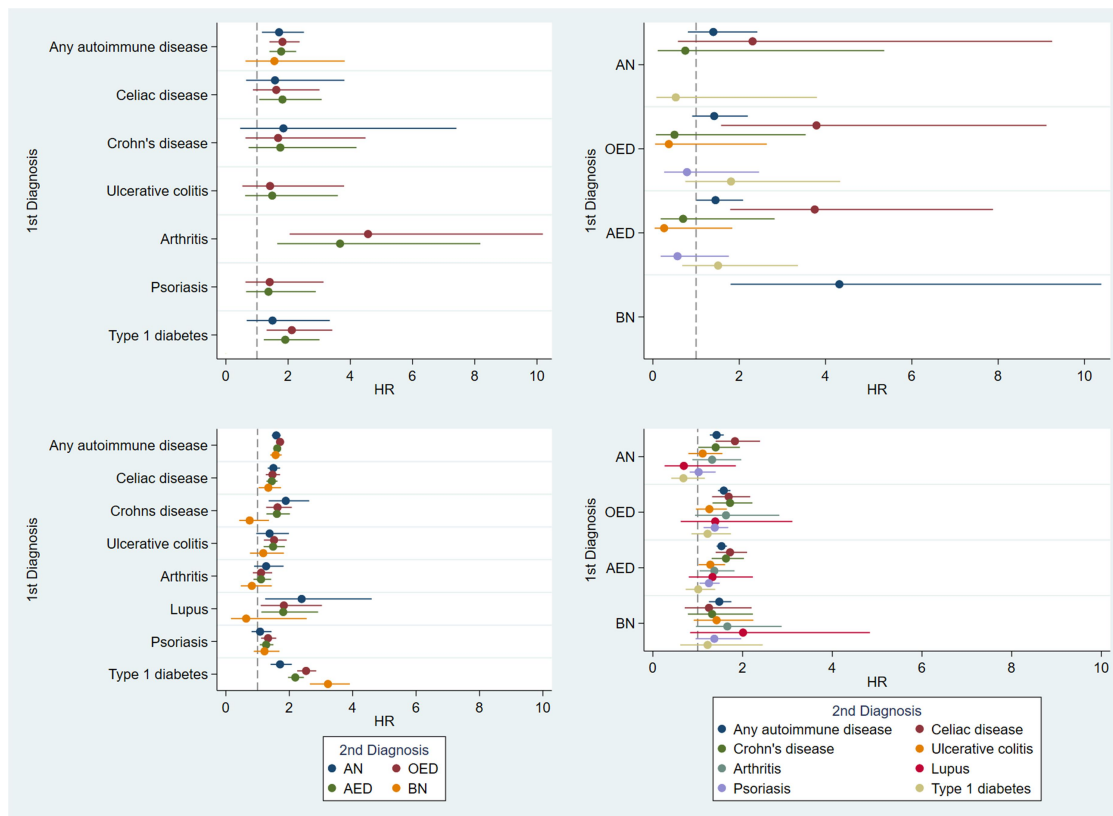 1st Diagnosis
Any autoimmune disease
Celiac disease
Crohn's disease
Ulcerative colitis
Arthritis
Psoriasis
Type 1 diabetes
0 2 4 6 8 10
HR
1st Diagnosis
AN
OED
AED
BN
0 2 4 6 8 10
HR
1st Diagnosis
Any autoimmune disease
Celiac disease
Crohns disease
Ulcerative colitis
Arthritis
Lupus
Psoriasis
Type 1 diabetes
0 2 4 6 8 10
HR
2nd Diagnosis
AN OED
AED BN
1st Diagnosis
AN
OED
AED
BN
0 2 4 6 8 10
HR
2nd Diagnosis
Any autoimmune disease Celiac disease
Crohn's disease Ulcerative colitis
Arthritis Lupus
Psoriasis Type 1 diabetes